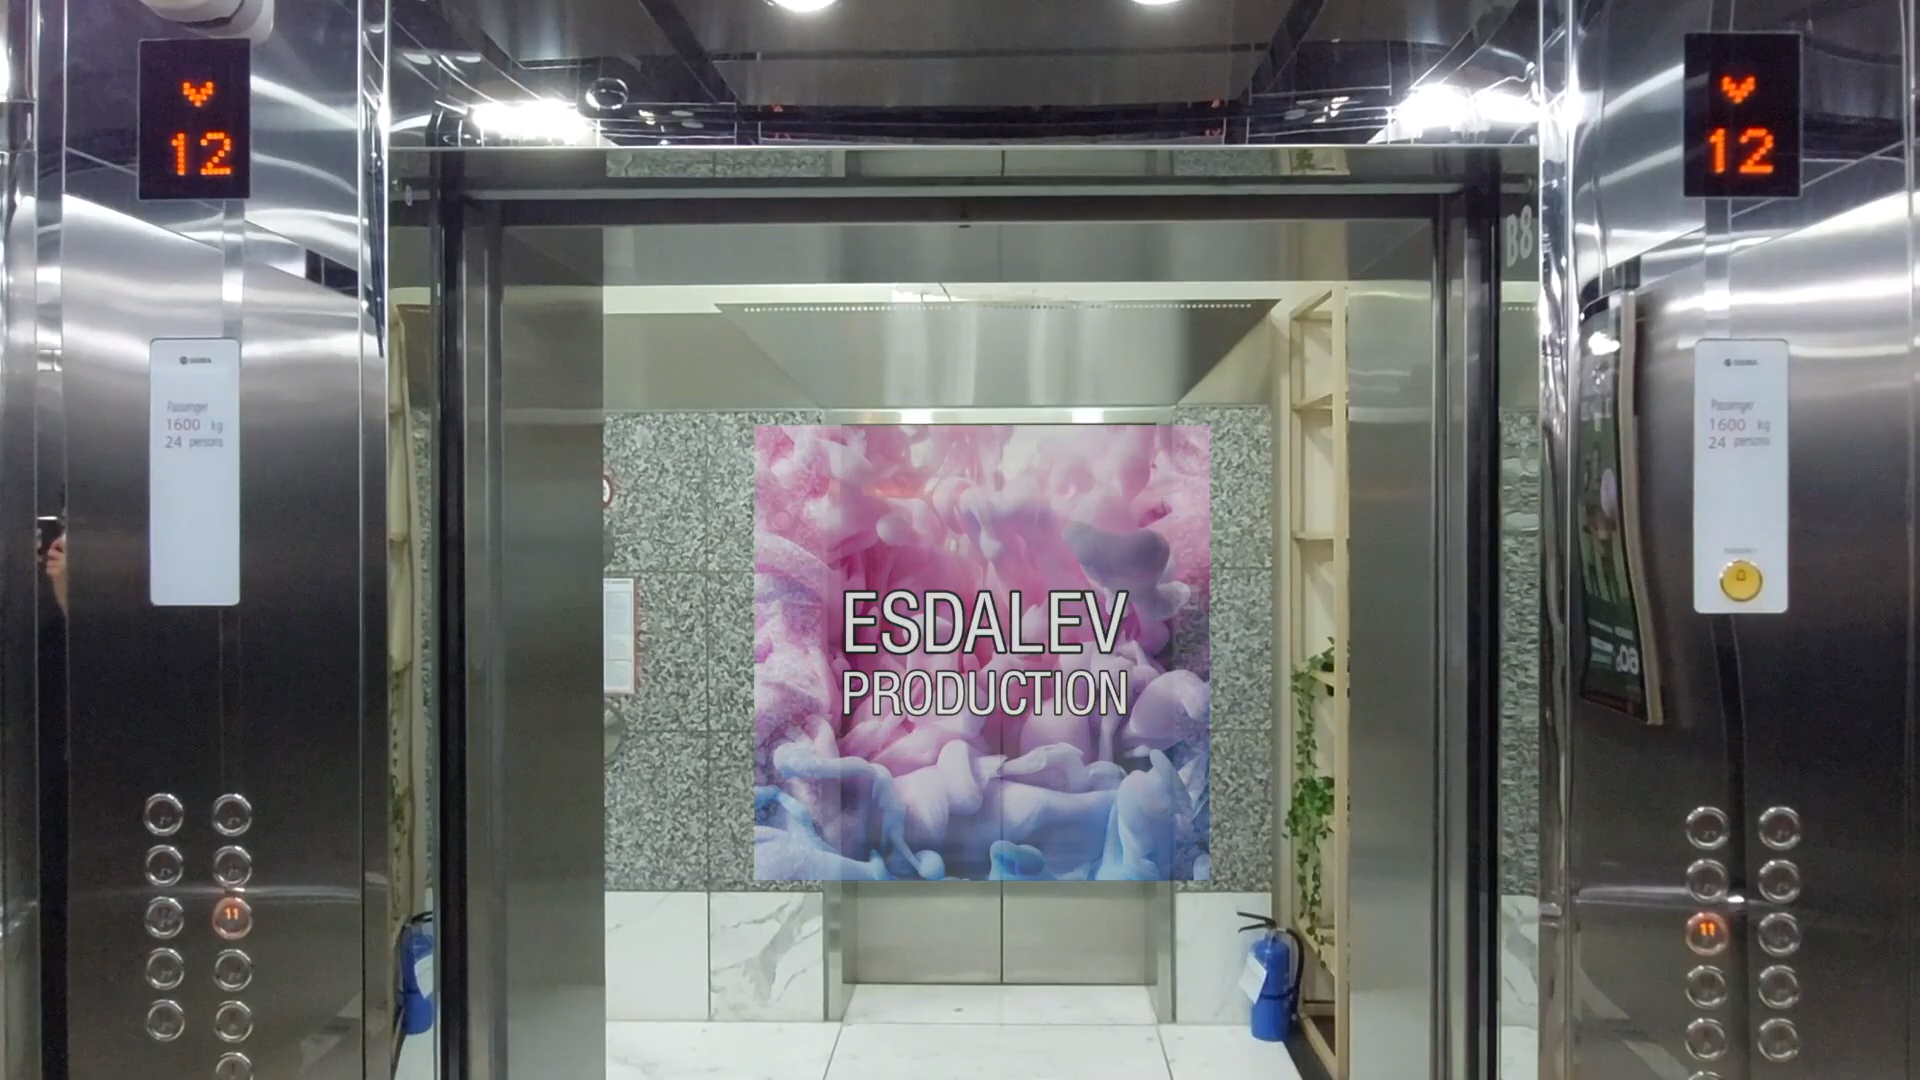 12
12
B8
Passenger
1600 kg
24 persons
Passenger
1600 kg
24 persons
ESDALEV
PRODUCTION
11
11